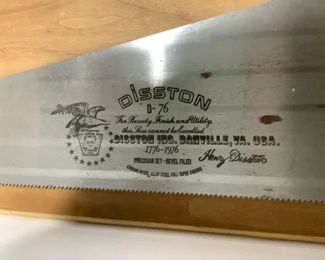 DISSTON
D-76
For Beauty, Finish and Utility
this Saw cannot be Excelled.
DISSTON INC. DANVILLE, VA. USA.
1776-1976
PRECISION SET - BEVEL FILED
Henry Disston